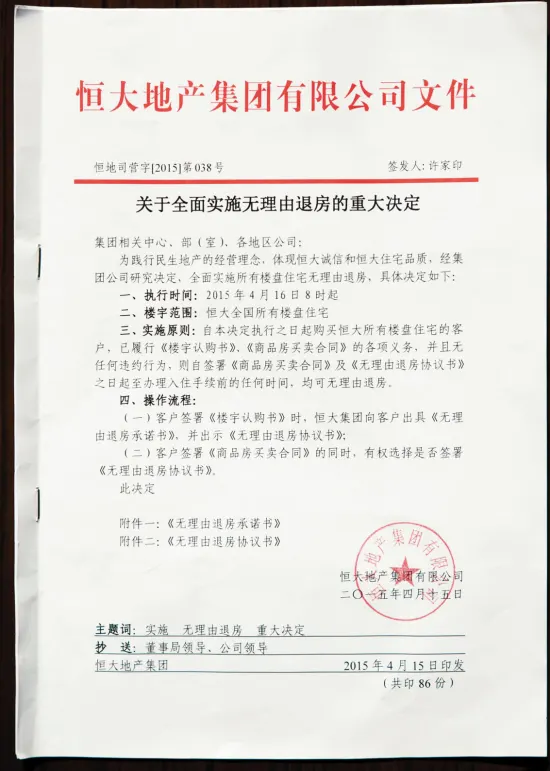 恒大地产集团有限公司文件
恒地司营字[2015]第038号 签发人:许家印
关于全面实施无理由退房的重大决定
集团相关中心、部(室)、各地区公司:
为践行民生地产的经营理念,体现恒大诚信和恒大住宅品质,经集
团公司研究决定,全面实施所有楼盘住宅无理由退房,具体决定如下:
一、执行时间:2015年4月16日8时起
二、楼宇范围:恒大全国所有楼盘住宅
三、实施原则:自本决定执行之日起购买恒大所有楼盘住宅的客
户,已履行《楼宇认购书》、《商品房买卖合同》的各项义务,并且无
任何违约行为,则自签署《商品房买卖合同》及《无理由退房协议书》
之日起至办理入住手续前的任何时间,均可无理由退房。
四、操作流程:
(一)客户签署《楼宇认购书》时,恒大集团向客户出具《无理
由退房承诺书》,并出示《无理由退房协议书》;
(二)客户签署《商品房买卖合同》的同时,有权选择是否签署
《无理由退房协议书》。
此决定
附件一:《无理由退房承诺书》
附件二:《无理由退房协议书》
恒大地产集团有限公司
恒大地产集团有限公司
二〇一五年四月十五日
主题词:实施 无理由退房 重大决定
抄 送:董事局领导、公司领导
恒大地产集团 2015年4月15日印发
(共印86份)